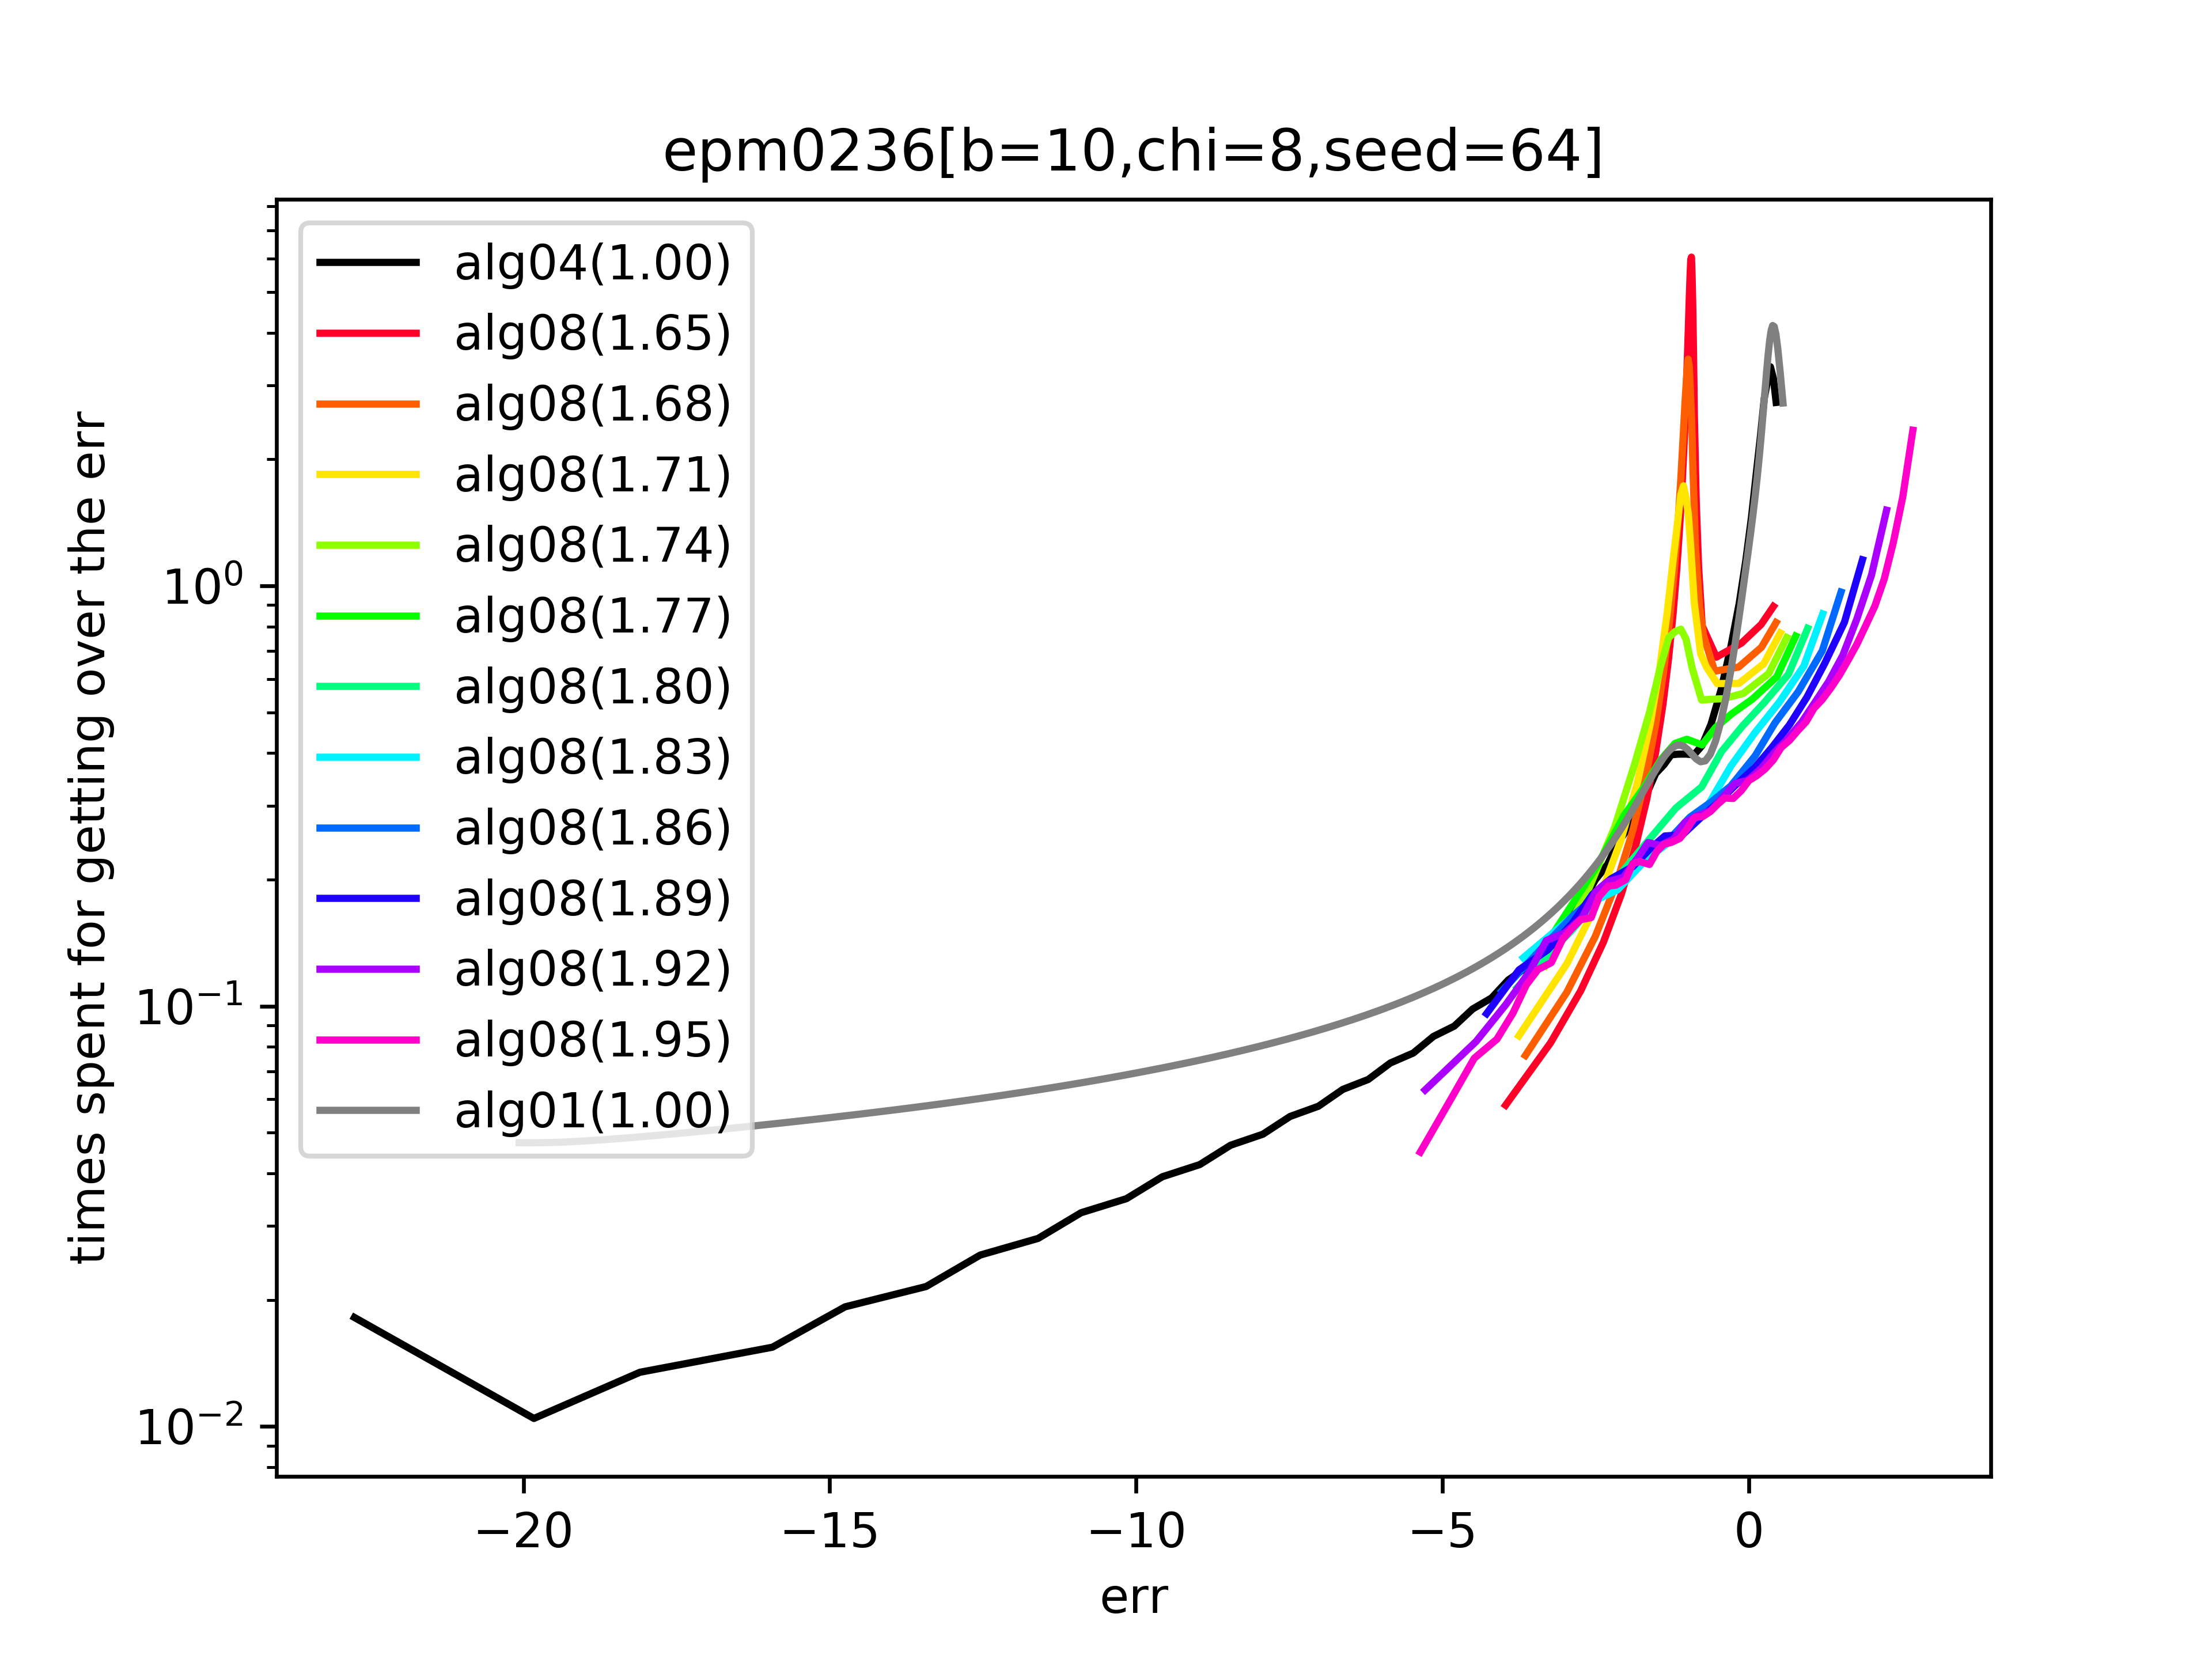 epm0236[b=10,chi=8,seed=64]
times spent for getting over the err
10⁰
10⁻¹
10⁻²
alg04(1.00)
alg08(1.65)
alg08(1.68)
alg08(1.71)
alg08(1.74)
alg08(1.77)
alg08(1.80)
alg08(1.83)
alg08(1.86)
alg08(1.89)
alg08(1.92)
alg08(1.95)
alg01(1.00)
−20 −15 −10 −5 0
err